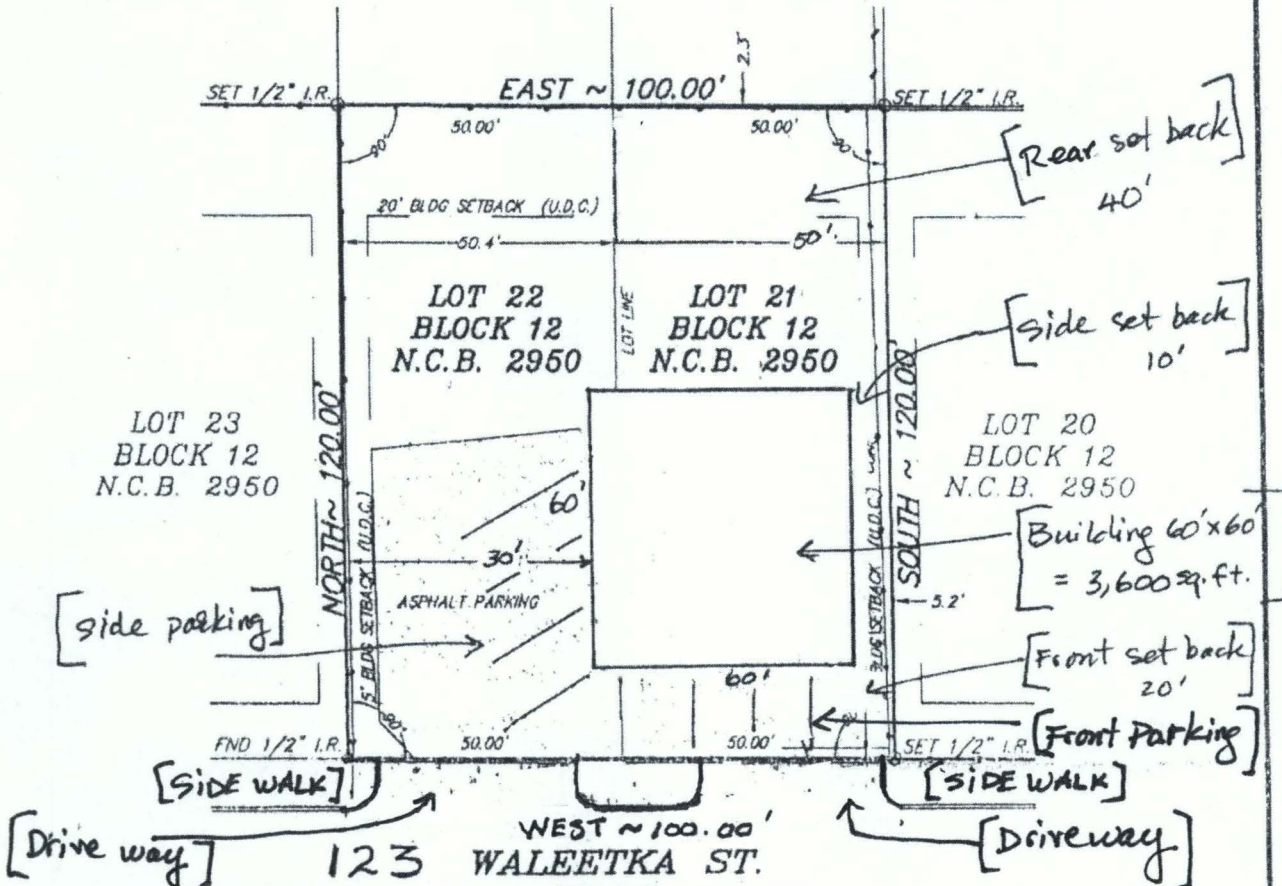 2.3'
SET 1/2" I.R.
EAST ~ 100.00'
SET 1/2" I.R.
50.00'
50.00'
90°
90°
[Rear set back]
40'
20' BLDG SETBACK (U.D.C.)
50.4'
50'
LOT 22
BLOCK 12
N.C.B. 2950
LOT LINE
LOT 21
BLOCK 12
N.C.B. 2950
[Side set back]
10'
LOT 23
BLOCK 12
N.C.B. 2950
NORTH ~ 120.00'
SOUTH ~ 120.00'
LOT 20
BLOCK 12
N.C.B. 2950
60'
30'
5' BLDG SETBACK (U.D.C.)
ASPHALT PARKING
BLDG SETBACK (U.D.C.)
[Building 60'x60'
= 3,600 sq. ft.
5.2'
[side parking]
[Front set back]
20'
60'
[Front Parking]
FND 1/2" I.R.
90°
50.00'
50.00'
SET 1/2" I.R.
[SIDE WALK]
[SIDE WALK]
[Drive way]
WEST ~ 100.00'
[Driveway]
123 WALEETKA ST.